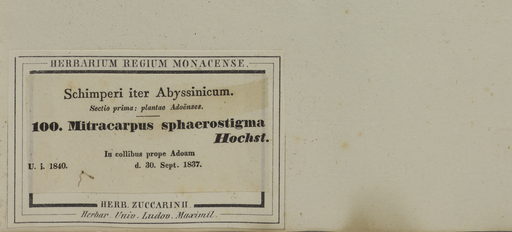 HERBARIUM REGIUM MONACENSE.
Schimperi iter Abyssinicum.
Sectio prima: plantae Adoënses.
100. Mitracarpus sphaerostigma
Hochst.
In collibus prope Adoam
U. i. 1840. d. 30. Sept. 1837.
HERB. ZUCCARINII
Herbar. Univ. Ludov. Maximil.